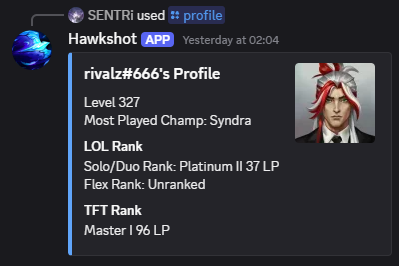 SENTRi used profile
Hawkshot APP Yesterday at 02:04
rivalz#666's Profile
Level 327
Most Played Champ: Syndra
LOL Rank
Solo/Duo Rank: Platinum II 37 LP
Flex Rank: Unranked
TFT Rank
Master I 96 LP